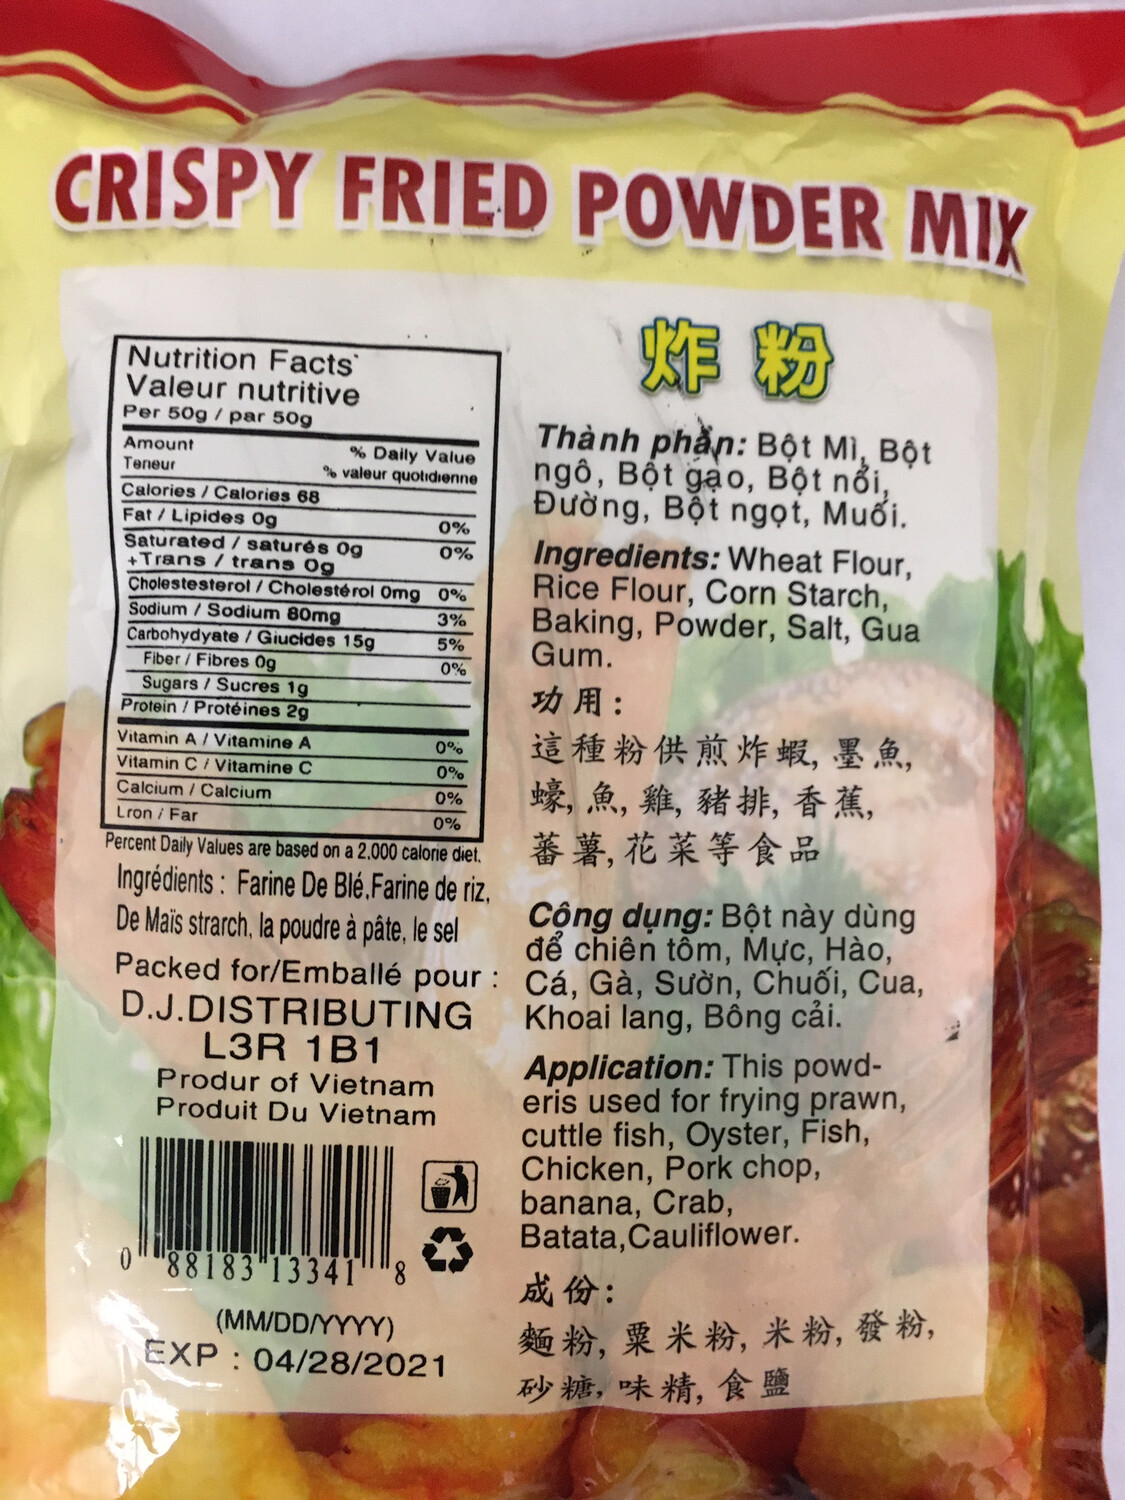 CRISPY FRIED POWDER MIX
炸粉
Nutrition Facts
Valeur nutritive
Per 50g / par 50g
Amount % Daily Value
Teneur % valeur quotidienne
Calories / Calories 68
Fat / Lipides 0g 0%
Saturated / saturés 0g 0%
+Trans / trans 0g
Cholestesterol / Cholestérol 0mg 0%
Sodium / Sodium 80mg 3%
Carbohydyate / Giucides 15g 5%
Fiber / Fibres 0g 0%
Sugars / Sucres 1g
Protein / Protéines 2g
Vitamin A / Vitamine A 0%
Vitamin C / Vitamine C 0%
Calcium / Calcium 0%
Lron / Far 0%
Percent Daily Values are based on a 2,000 calorie diet.
Ingrédients : Farine De Blé,Farine de riz,
De Maïs strarch, la poudre à pâte, le sel
Packed for/Emballé pour :
D.J.DISTRIBUTING
L3R 1B1
Produr of Vietnam
Produit Du Vietnam
0 88183 13341 8
(MM/DD/YYYY)
EXP : 04/28/2021
Thành phần: Bột Mì, Bột
ngô, Bột gạo, Bột nổi,
Đường, Bột ngọt, Muối.
Ingredients: Wheat Flour,
Rice Flour, Corn Starch,
Baking, Powder, Salt, Gua
Gum.
功用:
這種粉供煎炸蝦, 墨魚,
蠔, 魚, 雞, 豬排, 香蕉,
蕃薯, 花菜等食品
Công dụng: Bột này dùng
để chiên tôm, Mực, Hào,
Cá, Gà, Sườn, Chuối, Cua,
Khoai lang, Bông cải.
Application: This powd-
eris used for frying prawn,
cuttle fish, Oyster, Fish,
Chicken, Pork chop,
banana, Crab,
Batata,Cauliflower.
成份:
麵粉, 粟米粉, 米粉, 發粉,
砂糖, 味精, 食鹽